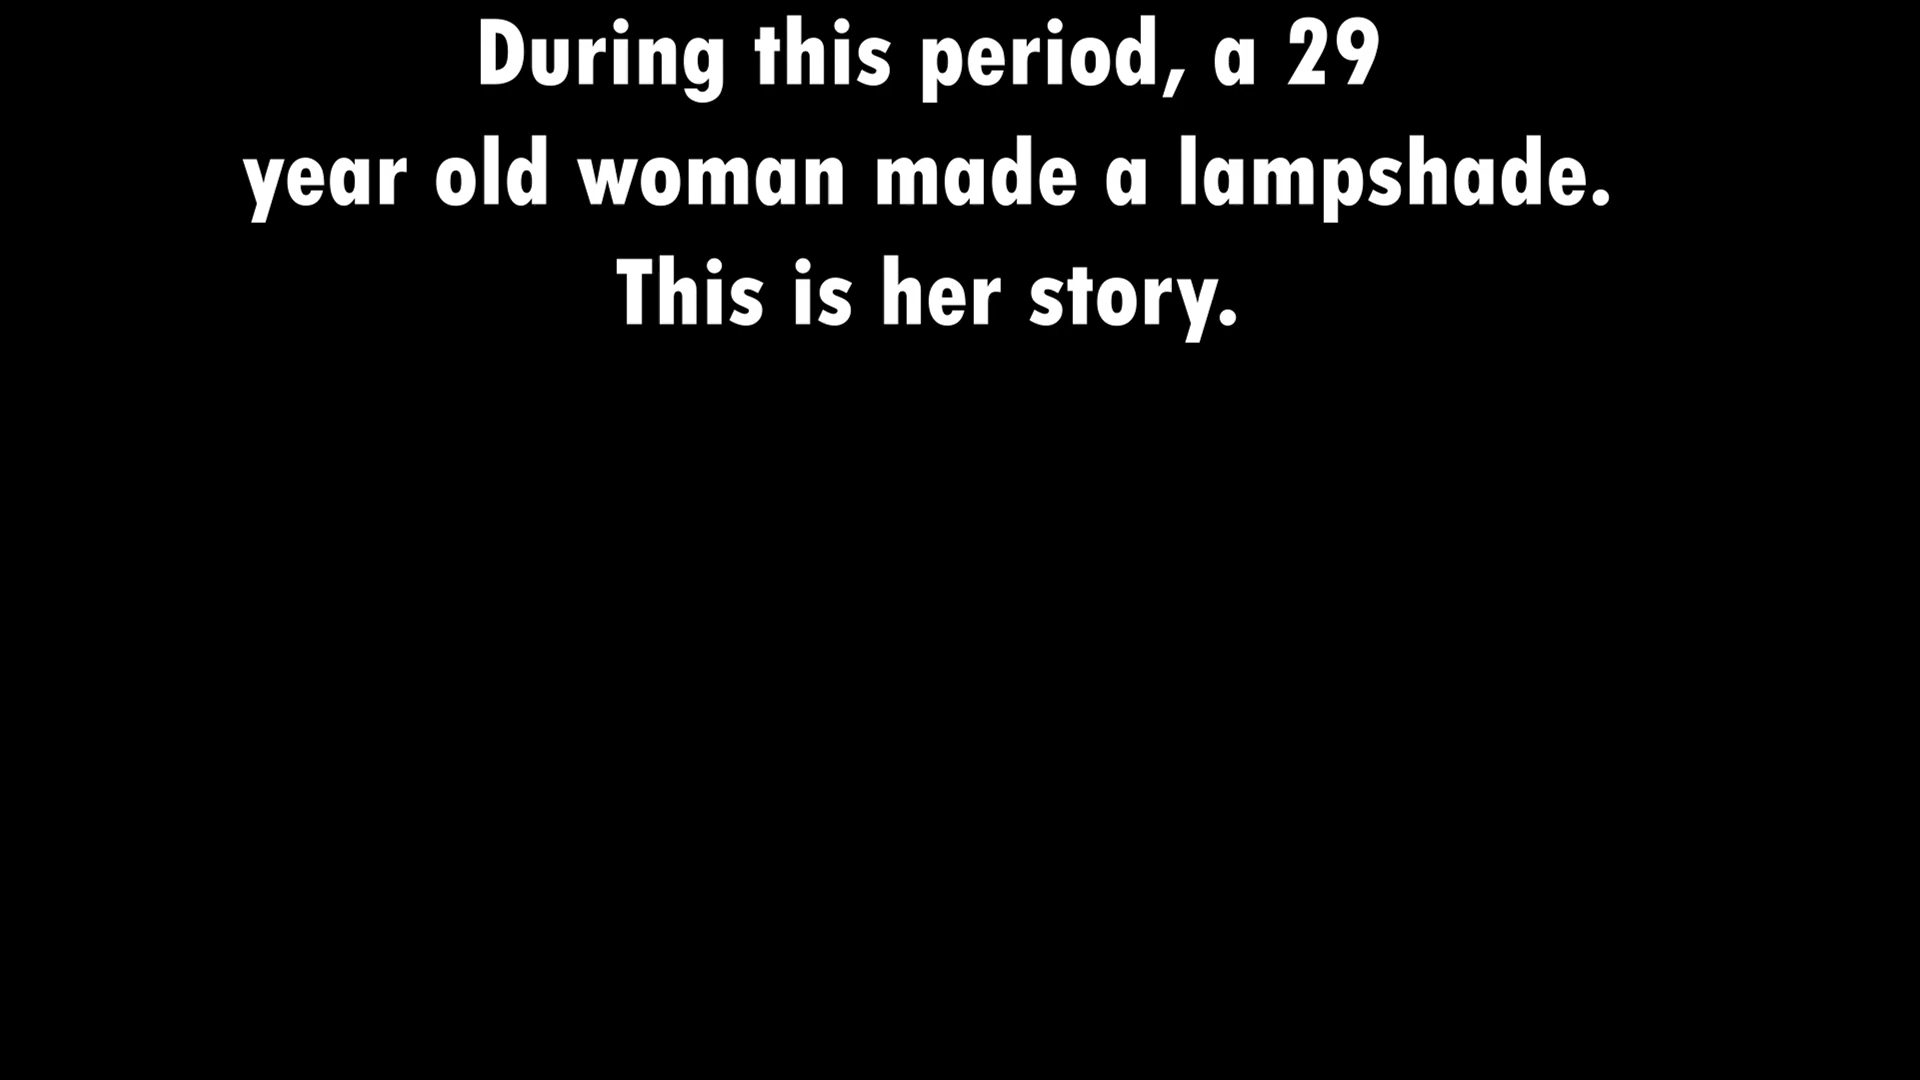 During this period, a 29
year old woman made a lampshade.
This is her story.